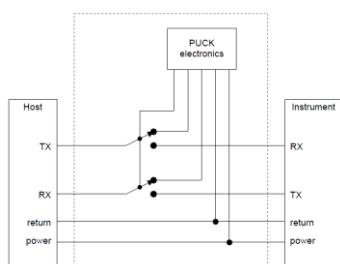 PUCK
electronics
Host
Instrument
TX
RX
RX
TX
return
return
power
power